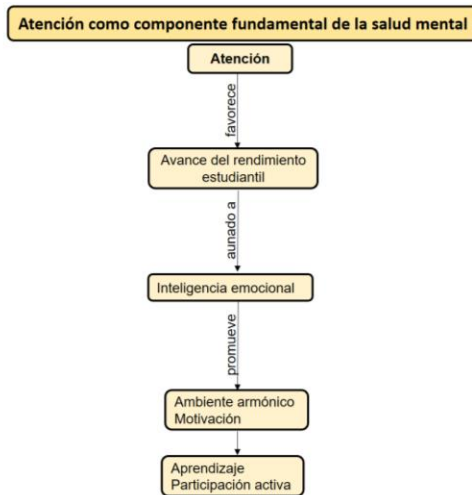 Atención como componente fundamental de la salud mental
Atención
favorece
Avance del rendimiento
estudiantil
aunado a
Inteligencia emocional
promueve
Ambiente armónico
Motivación
Aprendizaje
Participación activa